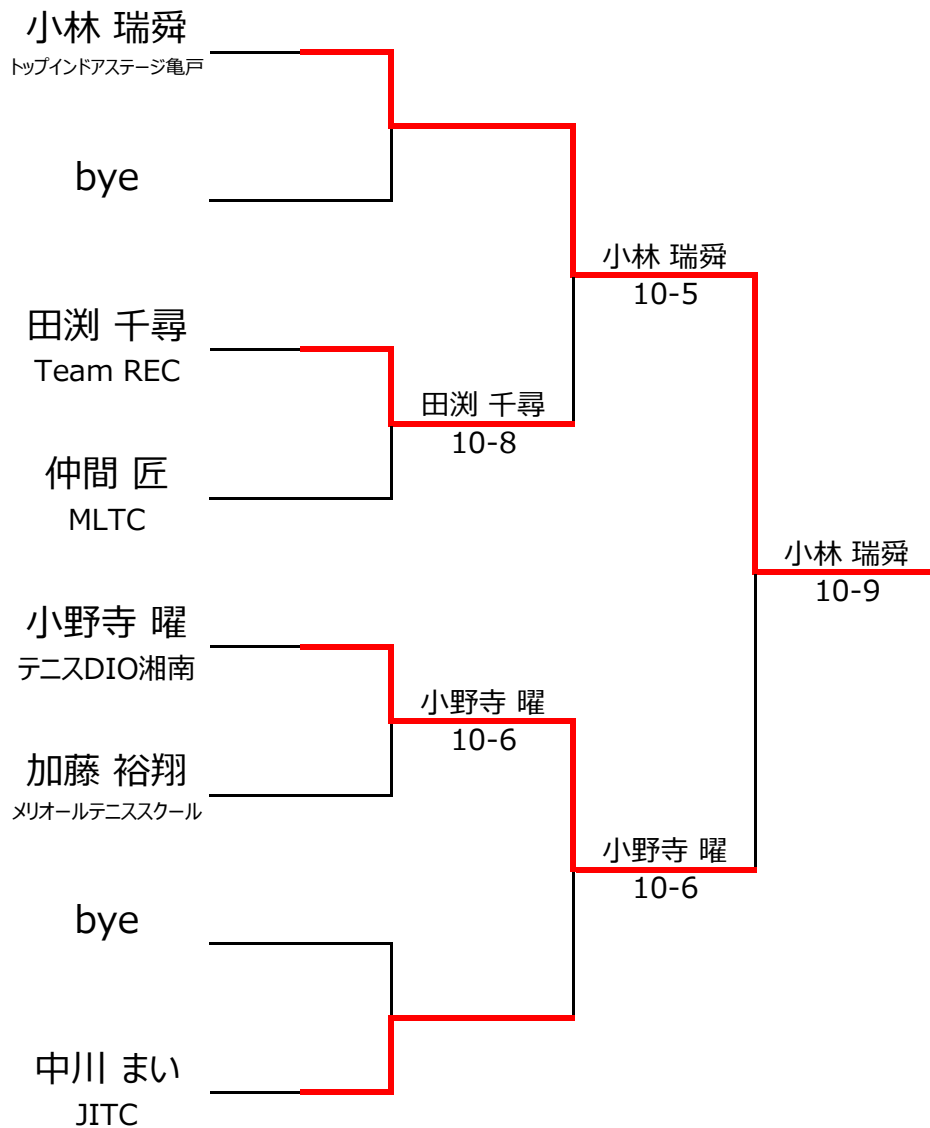 小林 瑞舜
トップインドアステージ亀戸
bye
田渕 千尋
Team REC
仲間 匠
MLTC
小野寺 曜
テニスDIO湘南
加藤 裕翔
メリオールテニススクール
bye
中川 まい
JITC
田渕 千尋
10-8
小野寺 曜
10-6
小林 瑞舜
10-5
小野寺 曜
10-6
小林 瑞舜
10-9